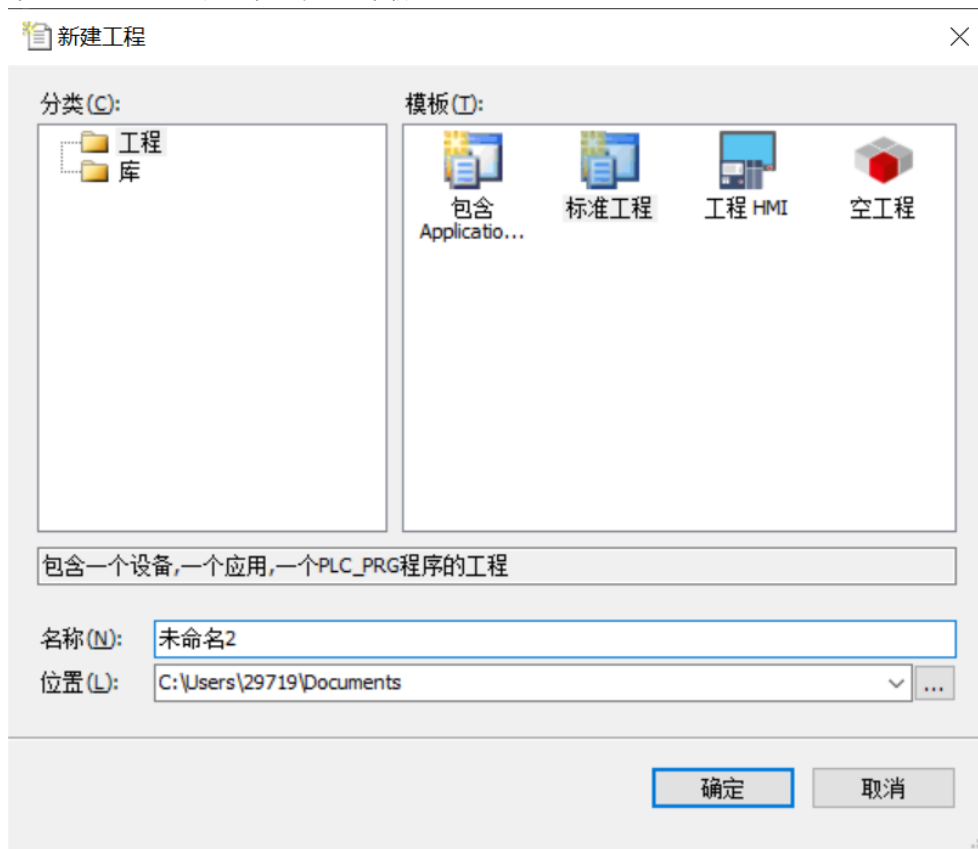 新建工程
分类(C):
模板(T):
工程
库
包含
Applicatio...
标准工程
工程 HMI
空工程
包含一个设备,一个应用,一个PLC_PRG程序的工程
名称(N):
未命名2
位置(L):
C:\Users\29719\Documents
...
确定
取消